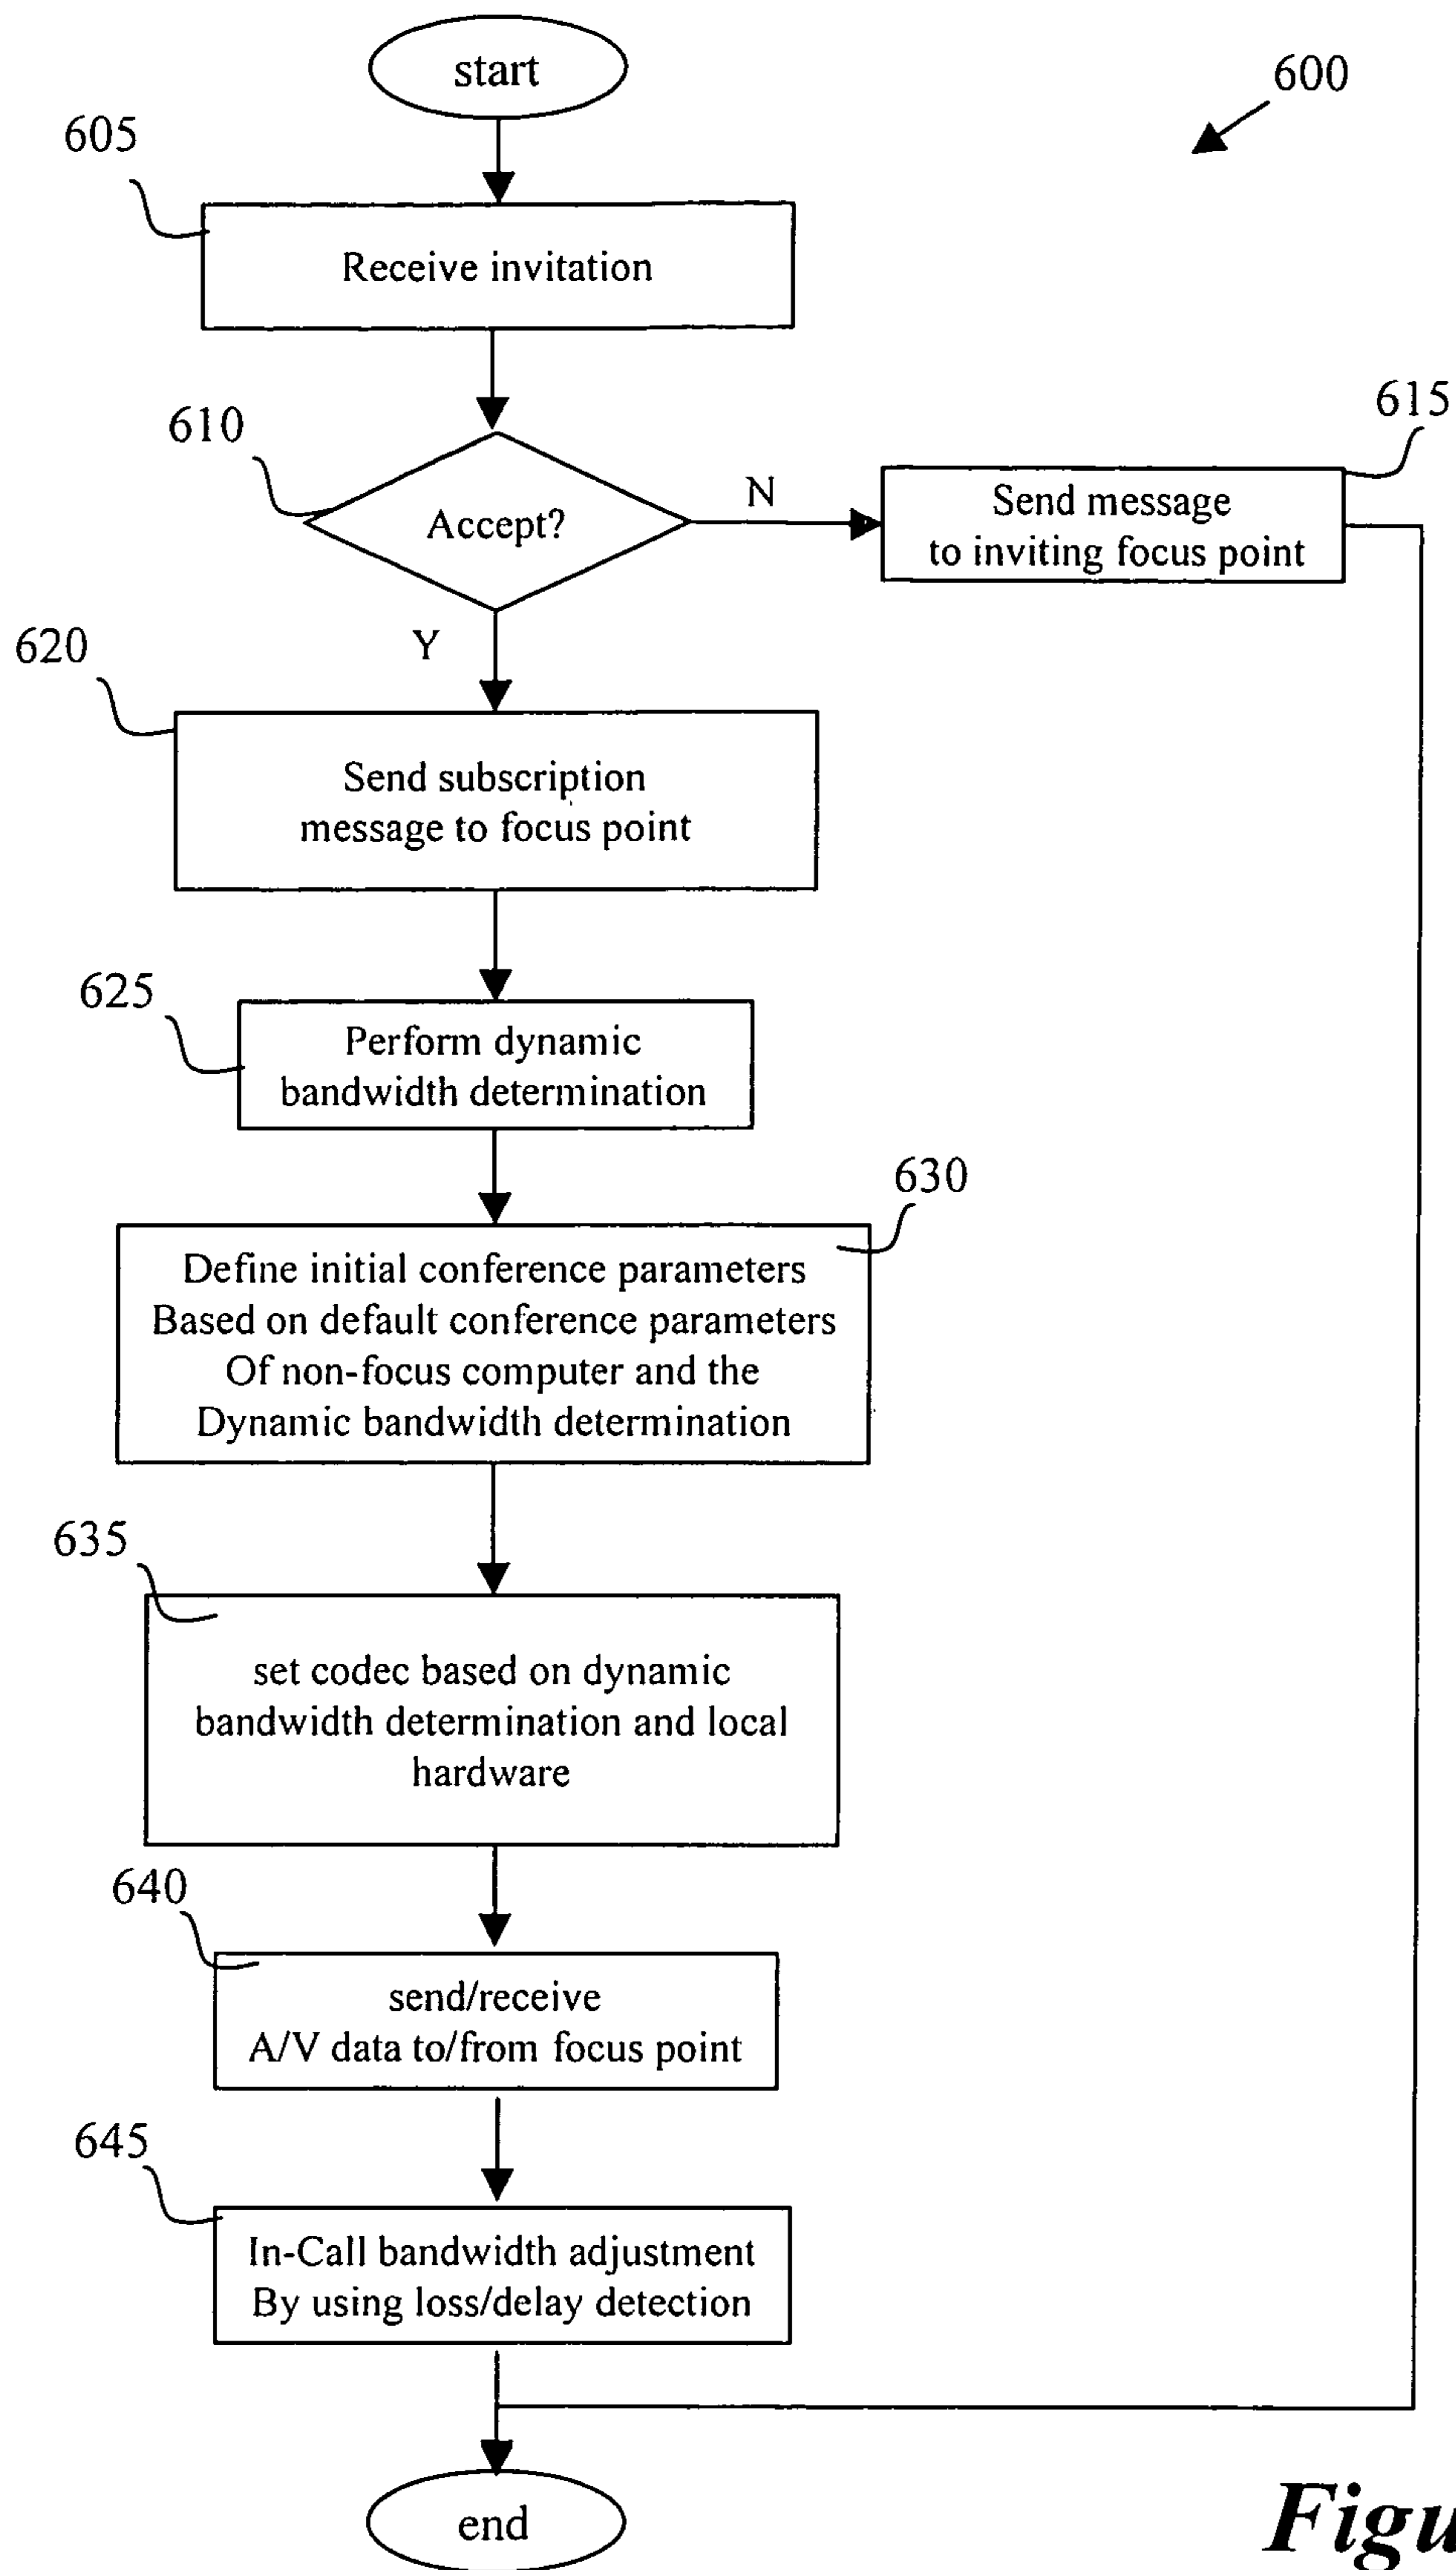 start
600
605
Receive invitation
610
Accept?
N
615
Send message
to inviting focus point
Y
620
Send subscription
message to focus point
625
Perform dynamic
bandwidth determination
630
Define initial conference parameters
Based on default conference parameters
Of non-focus computer and the
Dynamic bandwidth determination
635
set codec based on dynamic
bandwidth determination and local
hardware
640
send/receive
A/V data to/from focus point
645
In-Call bandwidth adjustment
By using loss/delay detection
end